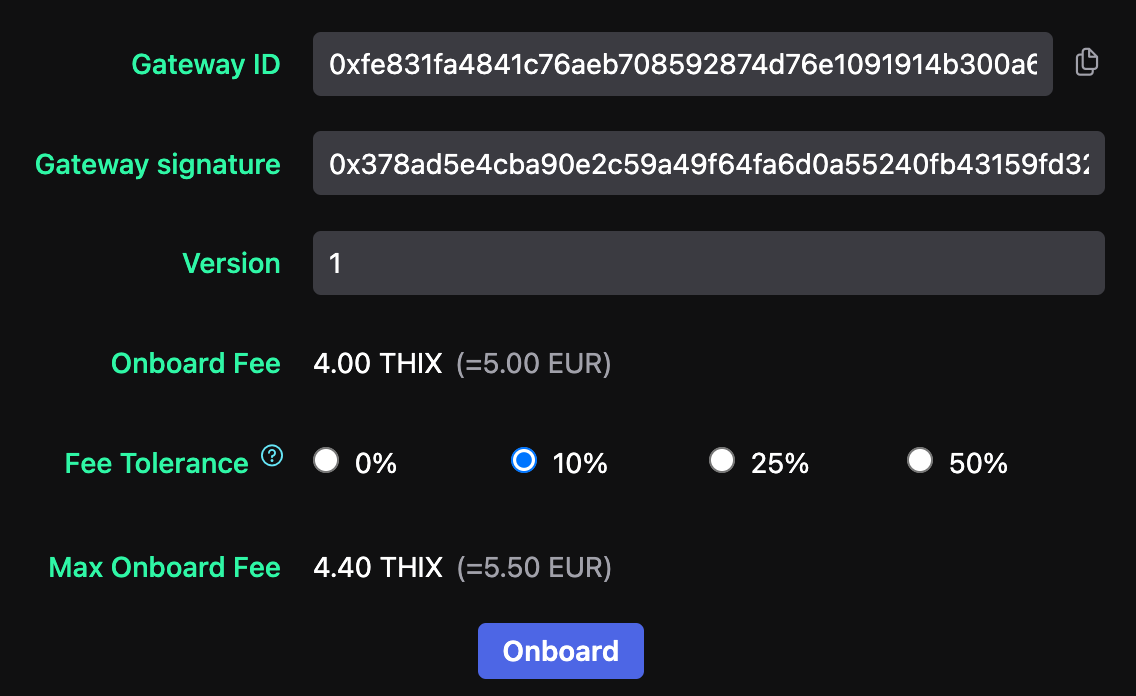 Gateway ID 0xfe831fa4841c76aeb708592874d76e1091914b300a6
Gateway signature 0x378ad5e4cba90e2c59a49f64fa6d0a55240fb43159fd32
Version 1
Onboard Fee 4.00 THIX (=5.00 EUR)
Fee Tolerance ? 0% 10% 25% 50%
Max Onboard Fee 4.40 THIX (=5.50 EUR)
Onboard